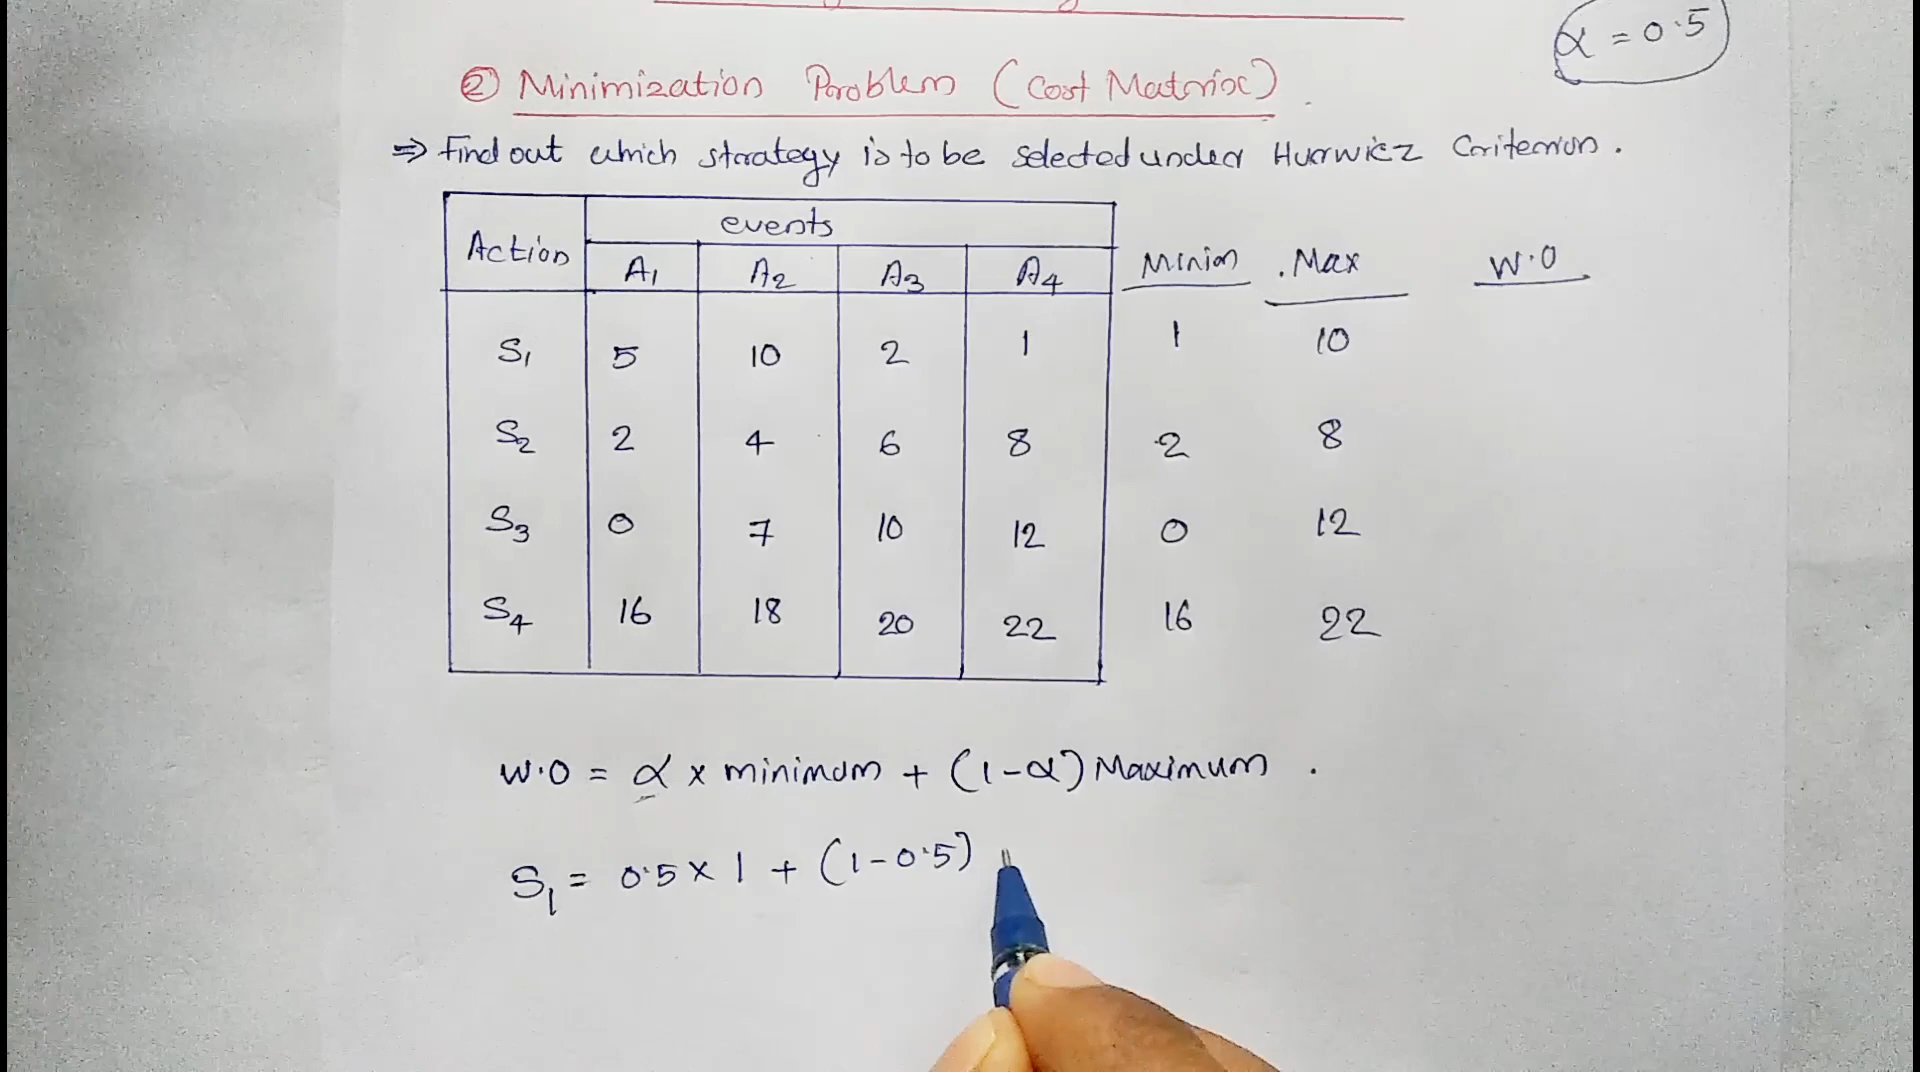 α = 0.5
② Minimization Problem (Cost Matrix)
⇒ Find out which strategy is to be selected under Hurwicz Criterion.
events
Action A1 A2 A3 A4 Minim Max W.O
S1 5 10 2 1 1 10
S2 2 4 6 8 2 8
S3 0 7 10 12 0 12
S4 16 18 20 22 16 22
W.O = α x minimum + (1-α) Maximum.
S1 = 0.5 x 1 + (1-0.5)